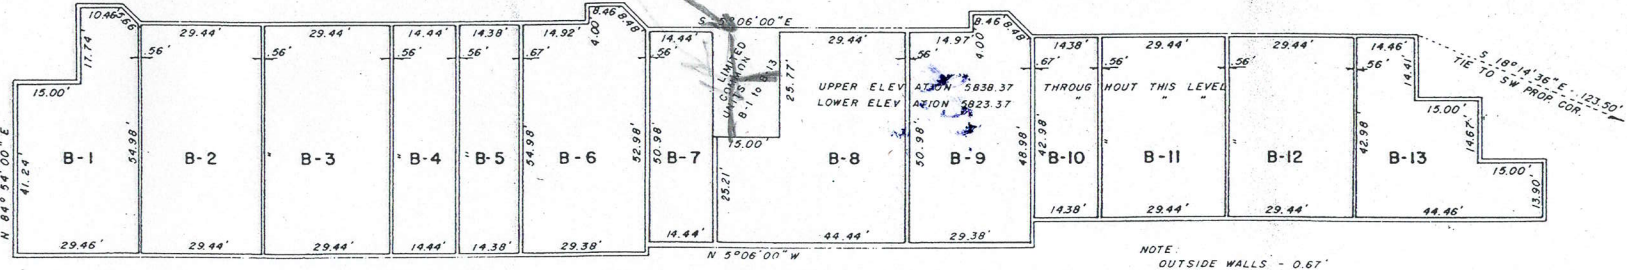 10.46' 5.66'
17.74'
15.00'
N 84° 54' 00" E
41.24'
B-1
54.98'
29.46'
29.44'
.56'
B-2
29.44'
29.44'
.56'
"
B-3
29.44'
14.44'
.56'
"
B-4
14.44'
14.38'
.56'
"
B-5
14.38'
14.92'
.67'
8.46' 8.48'
4.00'
54.98'
B-6
52.98'
29.38'
S 5° 06' 00" E
14.44'
.56'
50.98'
B-7
14.44'
LIMITED
COMMON
UNITS
B-1 to B-13
25.77'
15.00'
25.21'
29.44'
B-8
44.44'
UPPER ELEVATION 5838.37 THROUGHOUT THIS LEVEL
LOWER ELEVATION 5823.37 " " "
14.97'
.56'
8.46' 8.48'
4.00'
50.98'
B-9
48.98'
29.38'
14.38'
.67'
42.98'
B-10
14.38'
29.44'
.56'
"
B-11
29.44'
29.44'
.56'
"
B-12
29.44'
14.46'
.56'
14.41'
15.00'
42.98'
B-13
14.67'
15.00'
13.90'
44.46'
S 18° 14' 36" E - 123.50'
TIE TO SW PROP. COR.
N 5° 06' 00" W
NOTE:
OUTSIDE WALLS - 0.67'